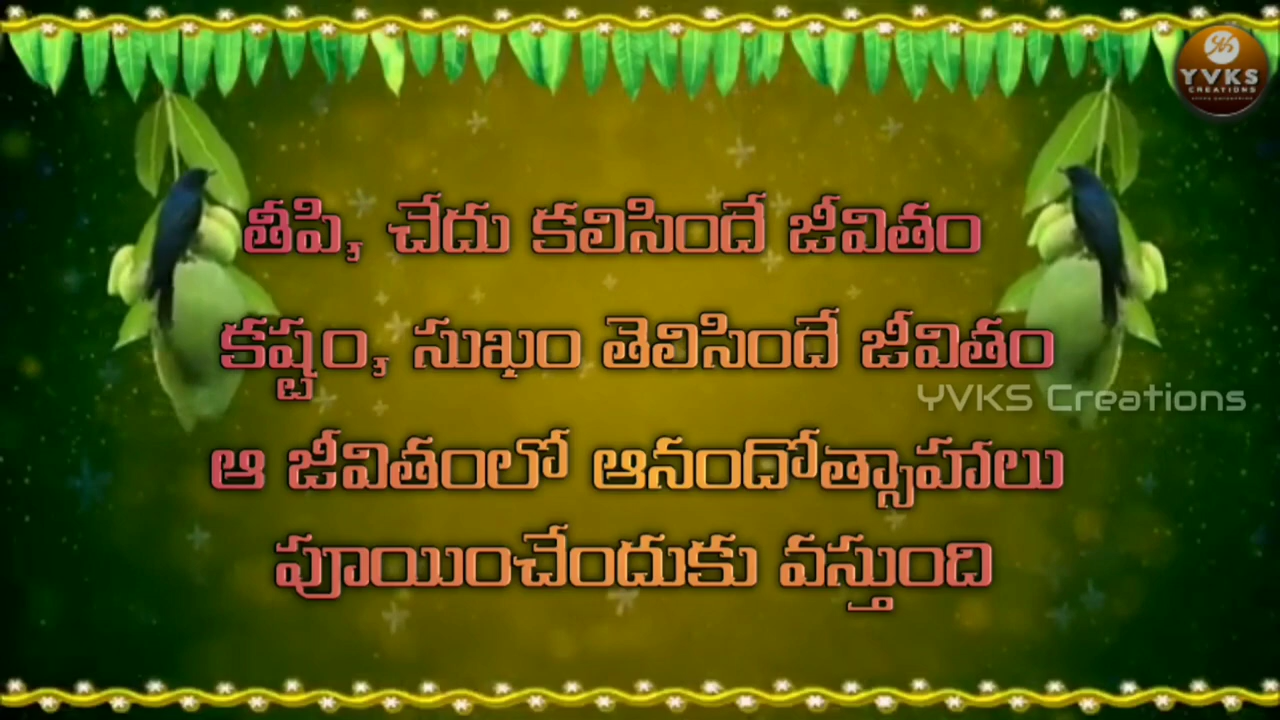 YVKS
CREATIONS
తీపి, చేదు కలిసిందే జీవితం
కష్టం, సుఖం తెలిసిందే జీవితం
YVKS Creations
ఆ జీవితంలో ఆనందోత్సాహాలు
పూయించేందుకు వస్తుంది